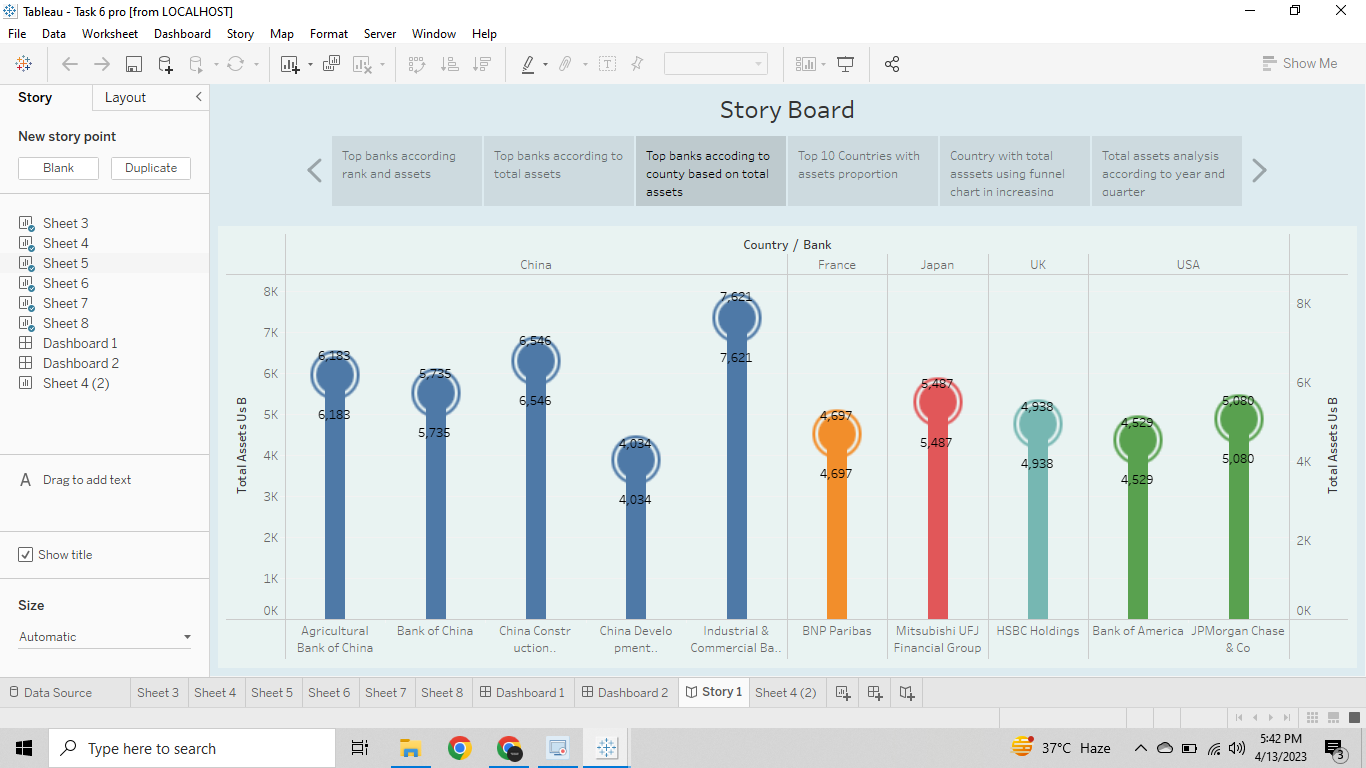 Tableau - Task 6 pro [from LOCALHOST]
File Data Worksheet Dashboard Story Map Format Server Window Help
Show Me
Story Layout
New story point
Blank Duplicate
Sheet 3
Sheet 4
Sheet 5
Sheet 6
Sheet 7
Sheet 8
Dashboard 1
Dashboard 2
Sheet 4 (2)
A Drag to add text
Show title
Size
Automatic
Story Board
Top banks according
rank and assets
Top banks according to
total assets
Top banks accoding to
county based on total
assets
Top 10 Countries with
assets proportion
Country with total
asssets using funnel
chart in increasing
Total assets analysis
according to year and
quarter
Country / Bank
China France Japan UK USA
Total Assets Us B
8K
7K
6K
5K
4K
3K
2K
1K
0K
6,183
6,183
5,735
5,735
6,546
6,546
4,034
4,034
7,621
7,621
4,697
4,697
5,487
5,487
4,938
4,938
4,529
4,529
5,080
5,080
8K
6K
4K
2K
0K
Total Assets Us B
Agricultural
Bank of China
Bank of China
China Constr
uction..
China Develo
pment..
Industrial &
Commercial Ba..
BNP Paribas
Mitsubishi UFJ
Financial Group
HSBC Holdings
Bank of America
JPMorgan Chase
& Co
Data Source Sheet 3 Sheet 4 Sheet 5 Sheet 6 Sheet 7 Sheet 8 Dashboard 1 Dashboard 2 Story 1 Sheet 4 (2)
Type here to search
37°C Haze
5:42 PM
4/13/2023
3